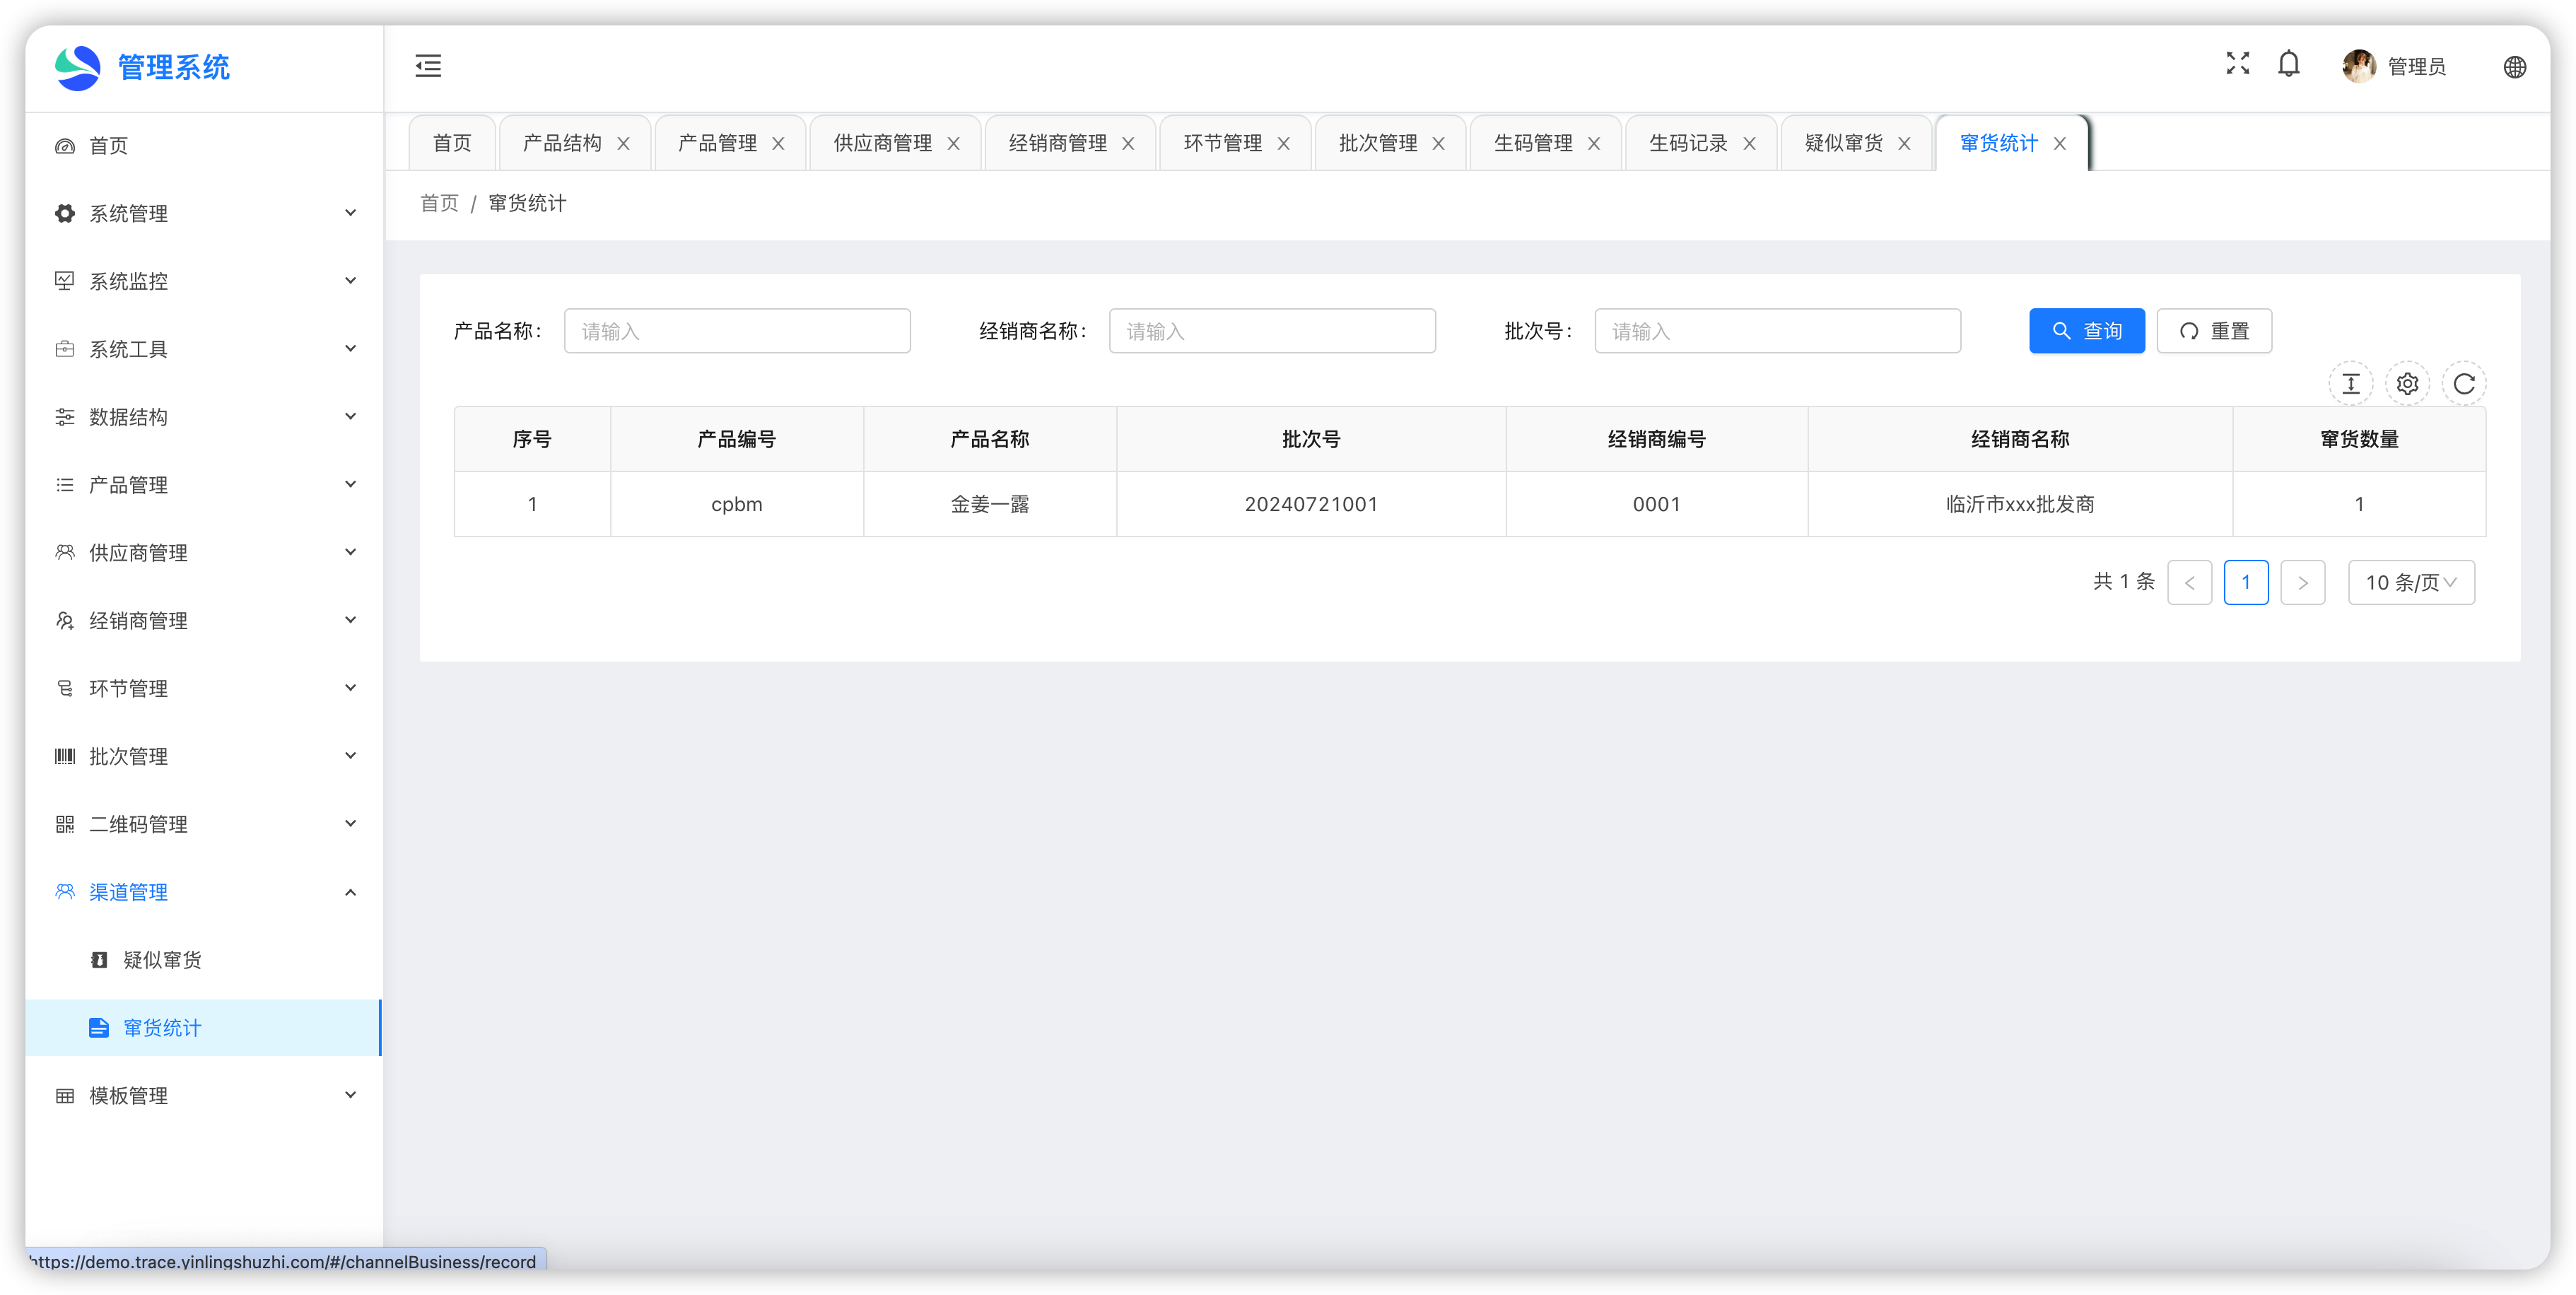 管理系统
管理员
首页
系统管理
系统监控
系统工具
数据结构
产品管理
供应商管理
经销商管理
环节管理
批次管理
二维码管理
渠道管理
疑似窜货
窜货统计
模板管理
首页 产品结构 产品管理 供应商管理 经销商管理 环节管理 批次管理 生码管理 生码记录 疑似窜货 窜货统计
首页 / 窜货统计
产品名称: 请输入 经销商名称: 请输入 批次号: 请输入 查询 重置
序号 产品编号 产品名称 批次号 经销商编号 经销商名称 窜货数量
1 cpbm 金姜一露 20240721001 0001 临沂市xxx批发商 1
共 1 条 < 1 > 10 条/页
https://demo.trace.yinlingshuzhi.com/#/channelBusiness/record